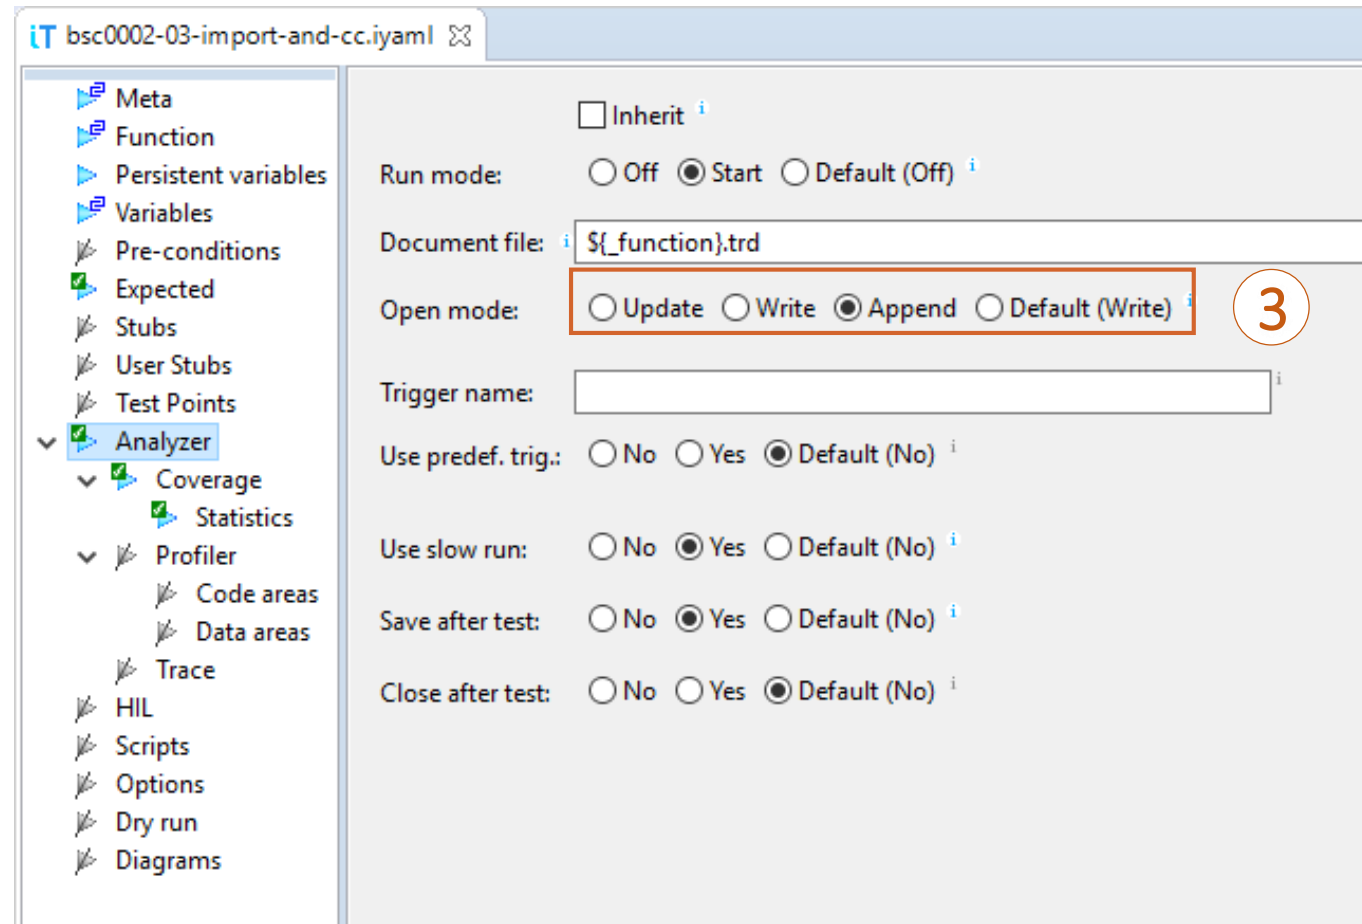 iT bsc0002-03-import-and-cc.iyaml
Meta
Function
Persistent variables
Variables
Pre-conditions
Expected
Stubs
User Stubs
Test Points
Analyzer
Coverage
Statistics
Profiler
Code areas
Data areas
Trace
HIL
Scripts
Options
Dry run
Diagrams
Inherit i
Run mode: Off Start Default (Off) i
Document file: i ${_function}.trd
Open mode: Update Write Append Default (Write) i
3
Trigger name: i
Use predef. trig.: No Yes Default (No) i
Use slow run: No Yes Default (No) i
Save after test: No Yes Default (No) i
Close after test: No Yes Default (No) i